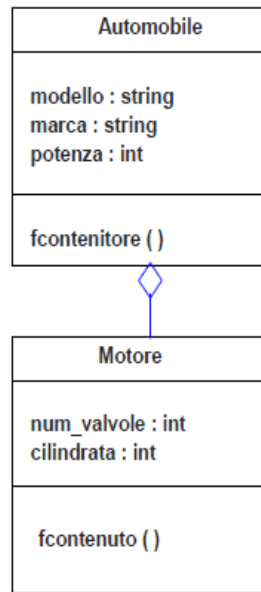 Automobile
modello : string
marca : string
potenza : int
fcontenitore ( )
Motore
num_valvole : int
cilindrata : int
fcontenuto ( )